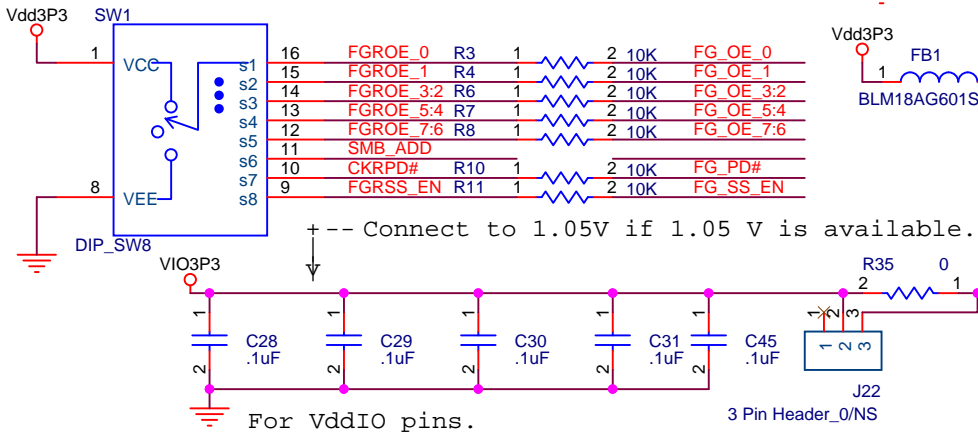 Vdd3P3 SW1 Vdd3P3
1 VCC s1 16 FGROE_0 R3 1 2 10K FG_OE_0 FB1
s2 15 FGROE_1 R4 1 2 10K FG_OE_1 1
s3 14 FGROE_3:2 R6 1 2 10K FG_OE_3:2 BLM18AG601S
s4 13 FGROE_5:4 R7 1 2 10K FG_OE_5:4
s5 12 FGROE_7:6 R8 1 2 10K FG_OE_7:6
s6 11 SMB_ADD
s7 10 CKRPD# R10 1 2 10K FG_PD#
8 VEE s8 9 FGRSS_EN R11 1 2 10K FG_SS_EN
DIP_SW8
+-- Connect to 1.05V if 1.05 V is available.
VIO3P3 R35 0
2 1
1 1 1 1 1 1 2 3
C28 C29 C30 C31 C45 1 2 3
.1uF .1uF .1uF .1uF .1uF
2 2 2 2 2
J22
For VddIO pins. 3 Pin Header_0/NS